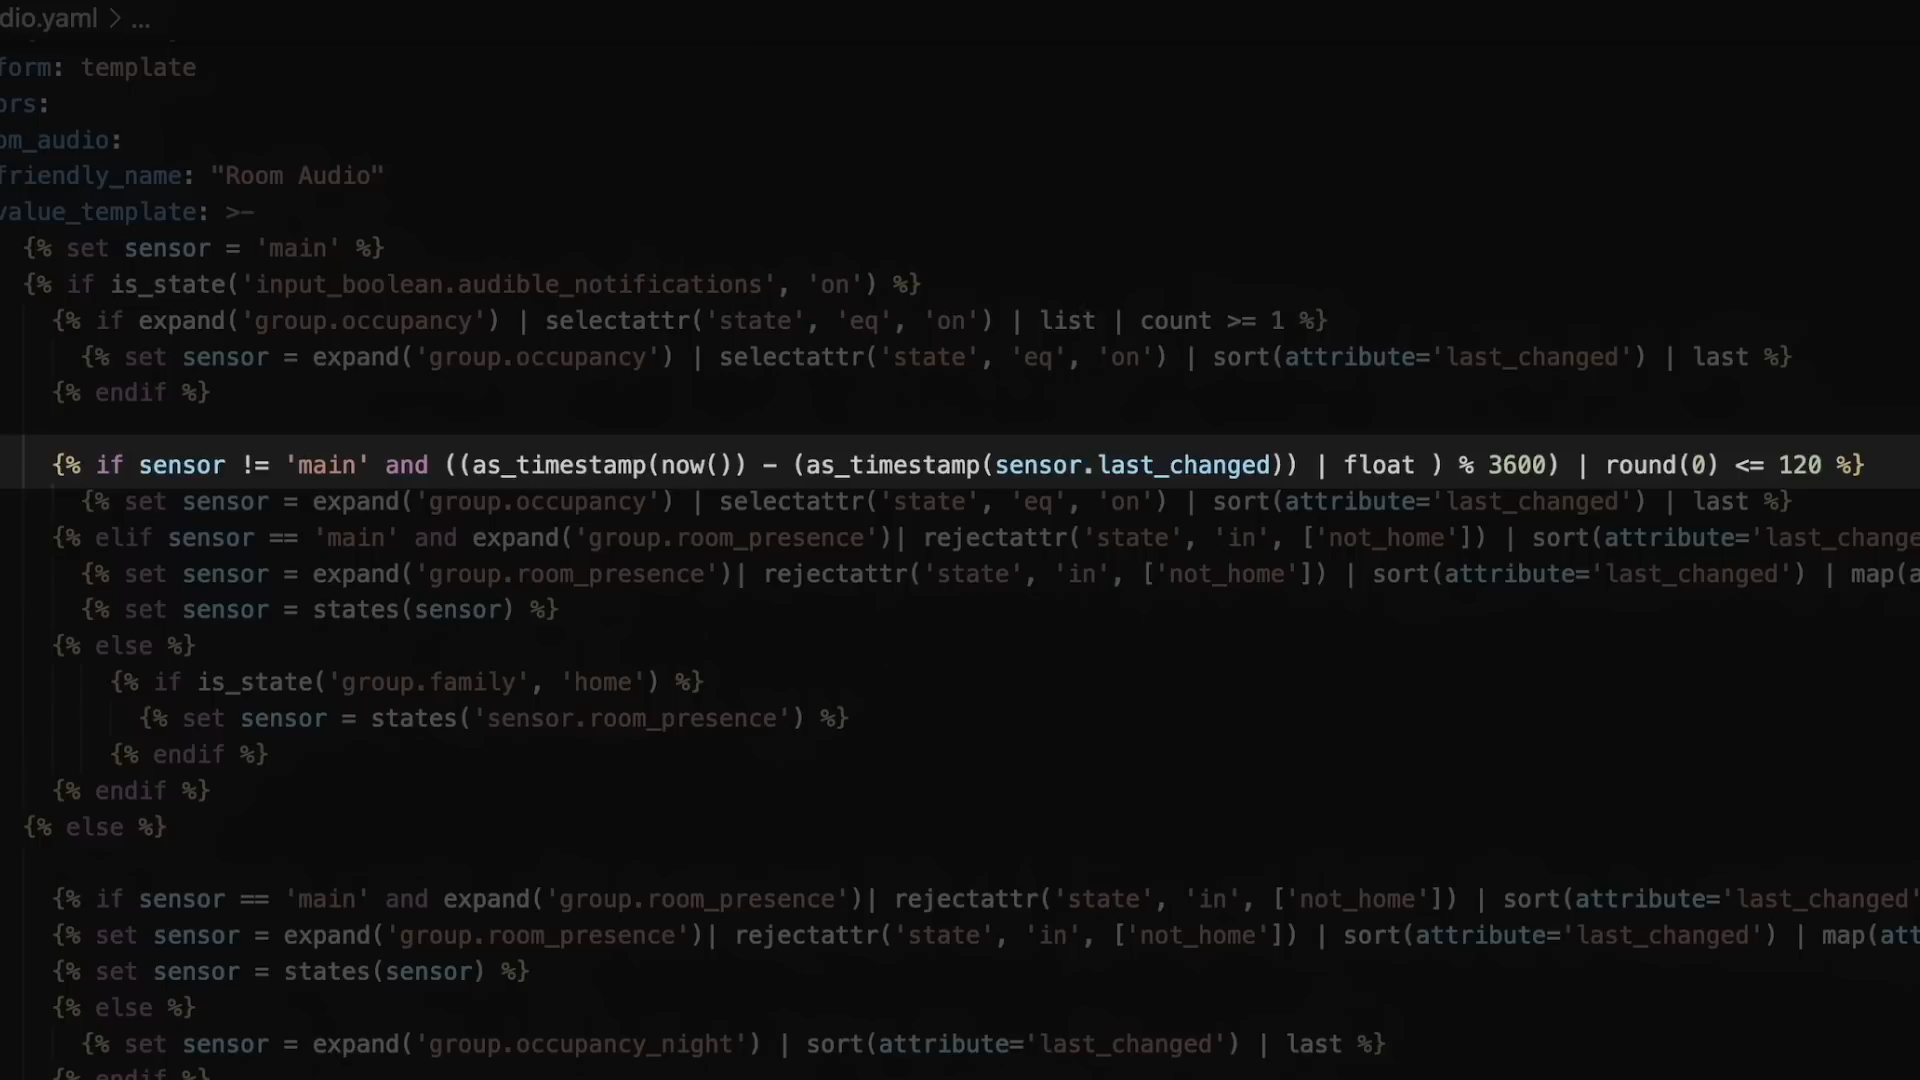 dio.yaml > ...
form: template
ors:
om_audio:
friendly_name: "Room Audio"
value_template: >-
{% set sensor = 'main' %}
{% if is_state('input_boolean.audible_notifications', 'on') %}
{% if expand('group.occupancy') | selectattr('state', 'eq', 'on') | list | count >= 1 %}
{% set sensor = expand('group.occupancy') | selectattr('state', 'eq', 'on') | sort(attribute='last_changed') | last %}
{% endif %}
{% if sensor != 'main' and ((as_timestamp(now()) - (as_timestamp(sensor.last_changed)) | float ) % 3600) | round(0) <= 120 %}
{% set sensor = expand('group.occupancy') | selectattr('state', 'eq', 'on') | sort(attribute='last_changed') | last %}
{% elif sensor == 'main' and expand('group.room_presence')| rejectattr('state', 'in', ['not_home']) | sort(attribute='last_change
{% set sensor = expand('group.room_presence')| rejectattr('state', 'in', ['not_home']) | sort(attribute='last_changed') | map(a
{% set sensor = states(sensor) %}
{% else %}
{% if is_state('group.family', 'home') %}
{% set sensor = states('sensor.room_presence') %}
{% endif %}
{% endif %}
{% else %}
{% if sensor == 'main' and expand('group.room_presence')| rejectattr('state', 'in', ['not_home']) | sort(attribute='last_changed'
{% set sensor = expand('group.room_presence')| rejectattr('state', 'in', ['not_home']) | sort(attribute='last_changed') | map(att
{% set sensor = states(sensor) %}
{% else %}
{% set sensor = expand('group.occupancy_night') | sort(attribute='last_changed') | last %}
{% endif %}